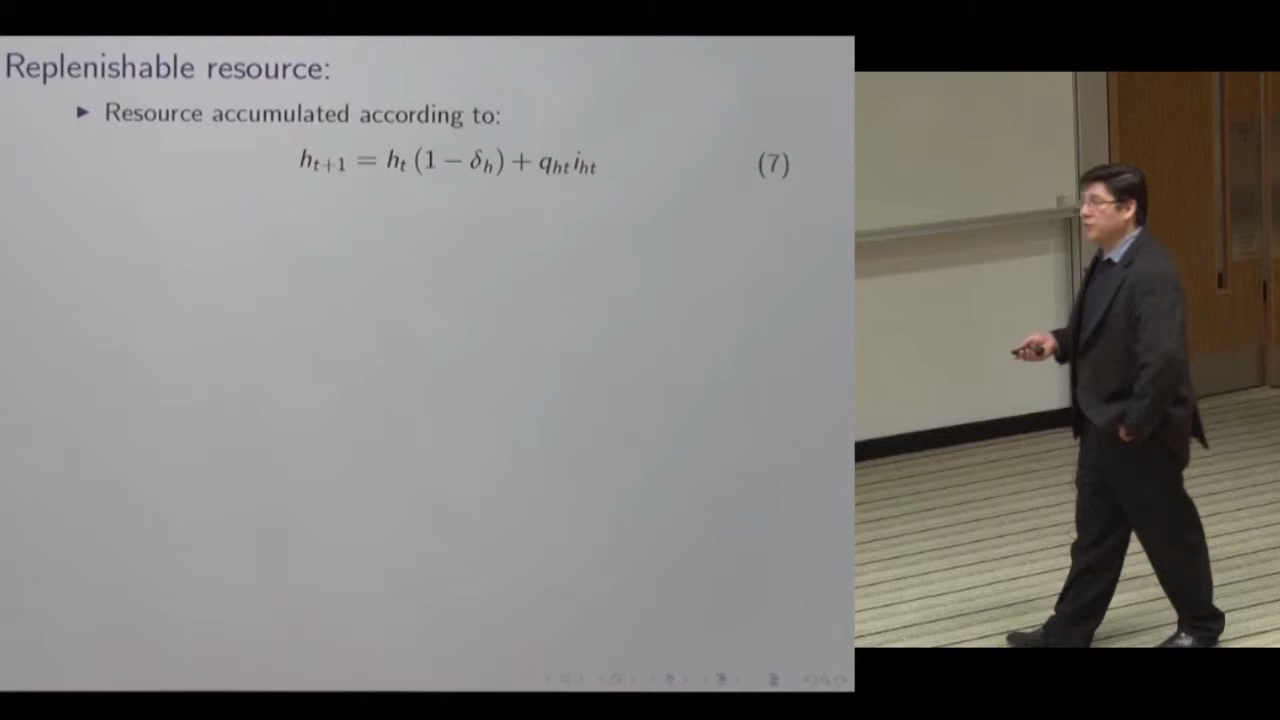 Replenishable resource:
▶ Resource accumulated according to:
h_{t+1} = h_t (1 − δ_h) + q_{ht} i_{ht} (7)